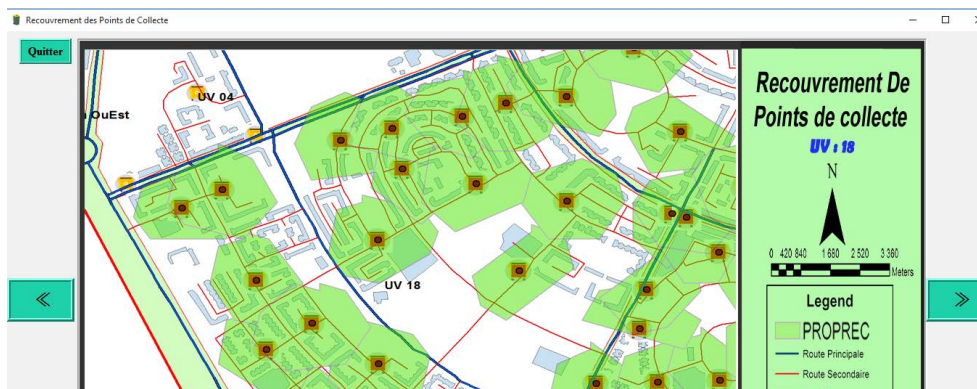 Recouvrement des Points de Collecte
Quitter
UV 04
OuEst
UV 18
Recouvrement De
Points de collecte
UV : 18
N
0 420 840 1 680 2 520 3 360
Meters
Legend
PROPREC
Route Principale
Route Secondaire